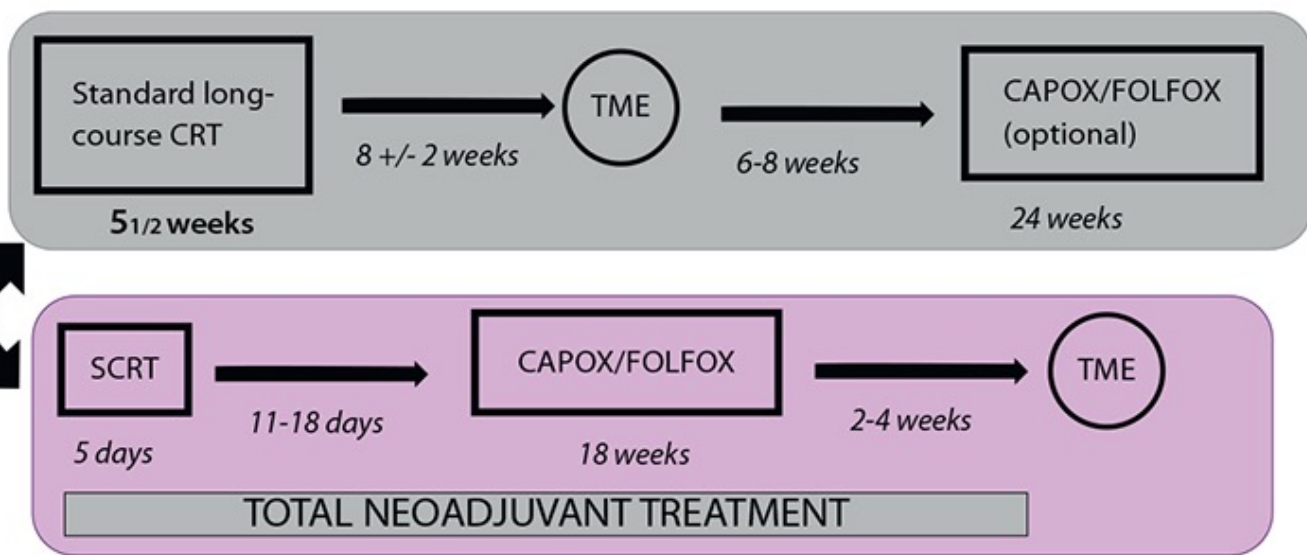 Standard long-
course CRT
5 1/2 weeks
8 +/- 2 weeks
TME
6-8 weeks
CAPOX/FOLFOX
(optional)
24 weeks
SCRT
5 days
11-18 days
CAPOX/FOLFOX
18 weeks
2-4 weeks
TME
TOTAL NEOADJUVANT TREATMENT